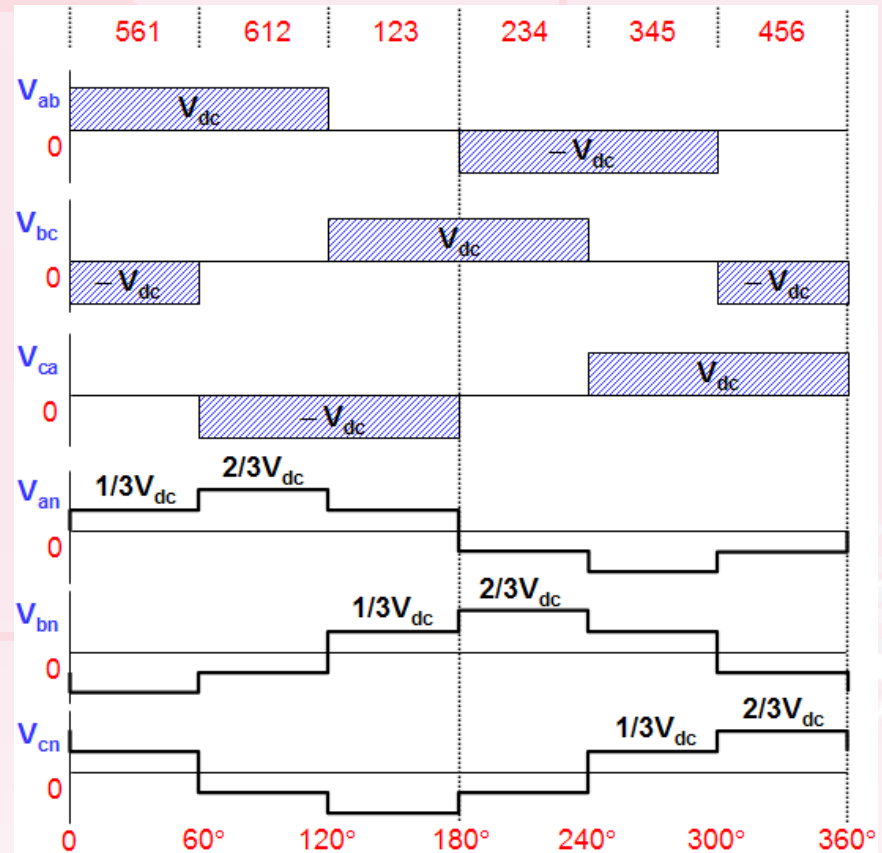 561 612 123 234 345 456
Vab
Vdc
0
– Vdc
Vbc
Vdc
0
– Vdc
– Vdc
Vca
Vdc
0
– Vdc
2/3Vdc
Van
1/3Vdc
0
2/3Vdc
Vbn
1/3Vdc
0
2/3Vdc
Vcn
1/3Vdc
0
0 60° 120° 180° 240° 300° 360°